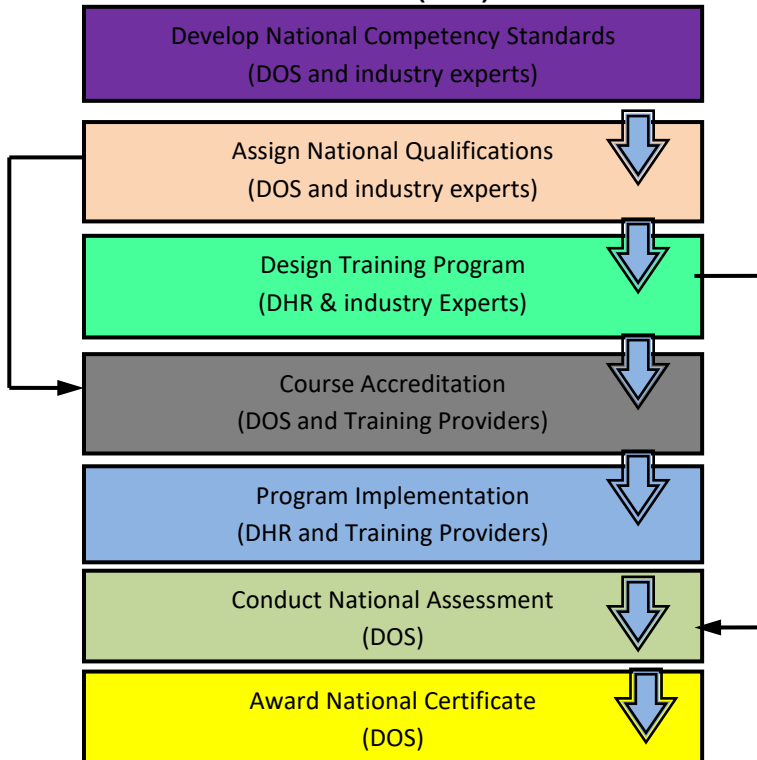 Develop National Competency Standards
(DOS and industry experts)
Assign National Qualifications
(DOS and industry experts)
Design Training Program
(DHR & industry Experts)
Course Accreditation
(DOS and Training Providers)
Program Implementation
(DHR and Training Providers)
Conduct National Assessment
(DOS)
Award National Certificate
(DOS)